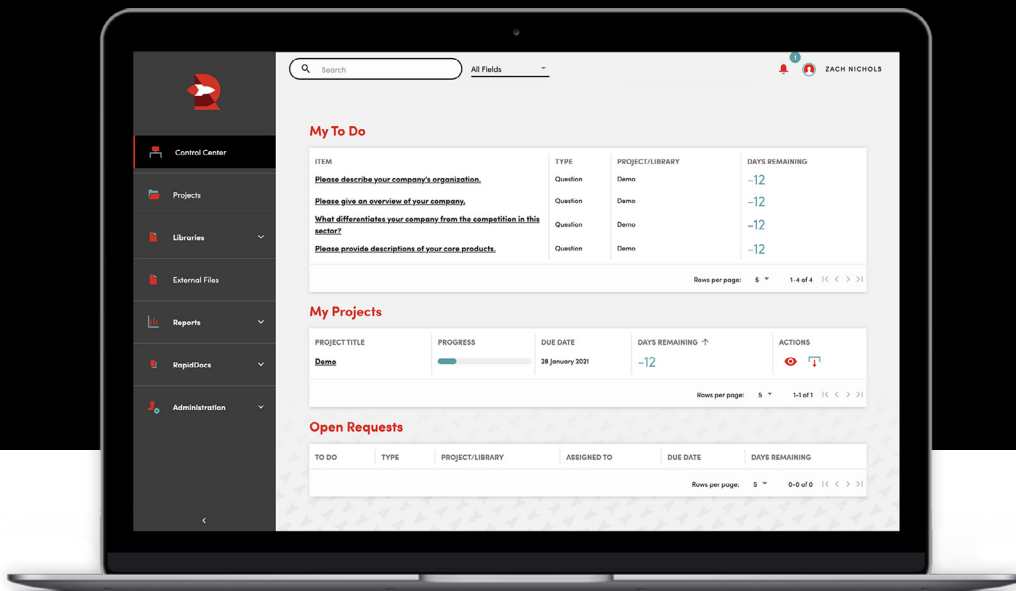 Search
All Fields
1
ZACH NICHOLS
Control Center
Projects
Libraries
External Files
Reports
RapidDocs
Administration
My To Do
ITEM TYPE PROJECT/LIBRARY DAYS REMAINING
Please describe your company's organization. Question Demo -12
Please give an overview of your company. Question Demo -12
What differentiates your company from the competition in this
sector? Question Demo -12
Please provide descriptions of your core products. Question Demo -12
Rows per page: 5 1-4 of 4
My Projects
PROJECT TITLE PROGRESS DUE DATE DAYS REMAINING ACTIONS
Demo 28 January 2021 -12
Rows per page: 5 1-1 of 1
Open Requests
TO DO TYPE PROJECT/LIBRARY ASSIGNED TO DUE DATE DAYS REMAINING
Rows per page: 5 0-0 of 0